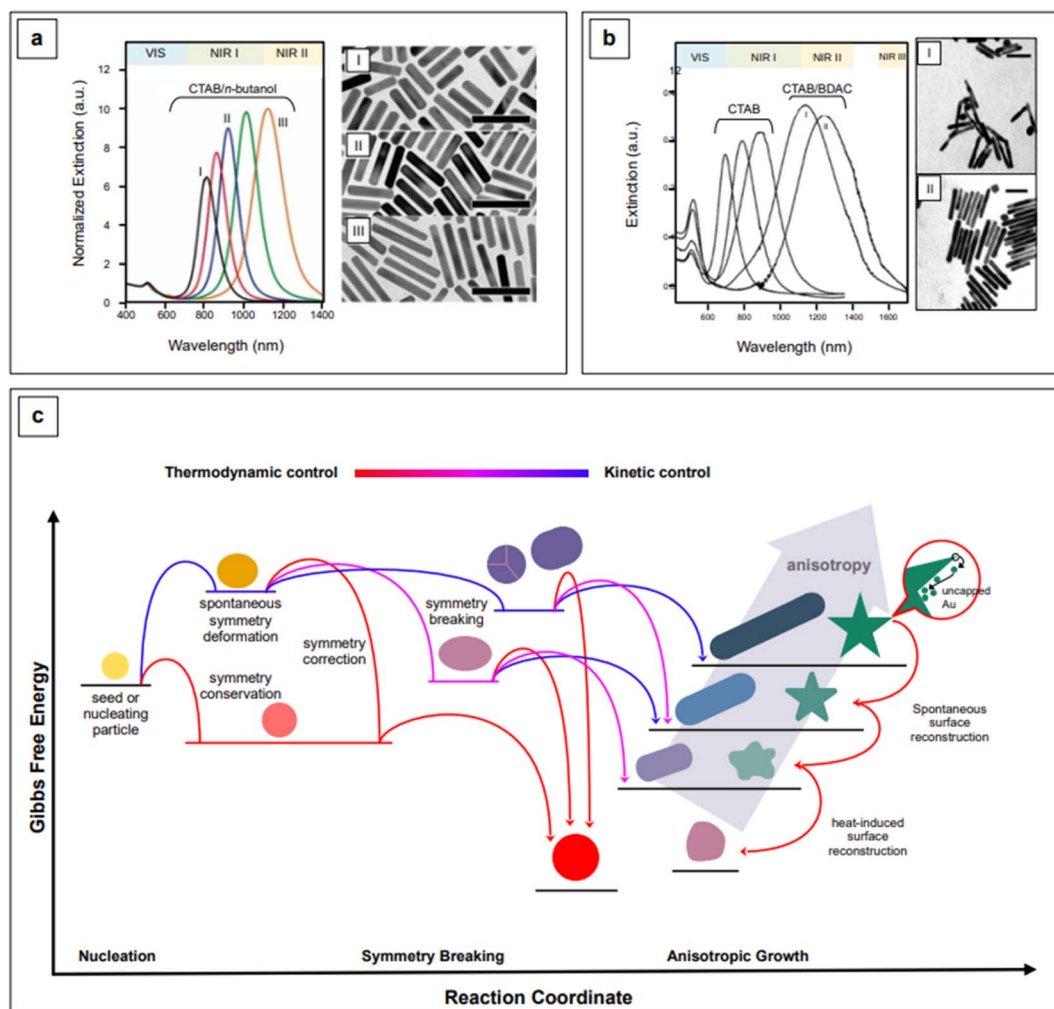 a
VIS NIR I NIR II
CTAB/n-butanol
I
II
III
12
10
8
6
4
2
0
Normalized Extinction (a.u.)
400 600 800 1000 1200 1400
Wavelength (nm)
I
II
III
b
VIS NIR I NIR II NIR III
CTAB/BDAC
CTAB
I
II
Extinction (a.u.)
600 800 1000 1200 1400 1600
Wavelength (nm)
I
II
c
Thermodynamic control
Kinetic control
Gibbs Free Energy
seed or
nucleating
particle
spontaneous
symmetry
deformation
symmetry
conservation
symmetry
correction
symmetry
breaking
anisotropy
uncapped
Au
Spontaneous
surface
reconstruction
heat-induced
surface
reconstruction
Nucleation
Symmetry Breaking
Anisotropic Growth
Reaction Coordinate